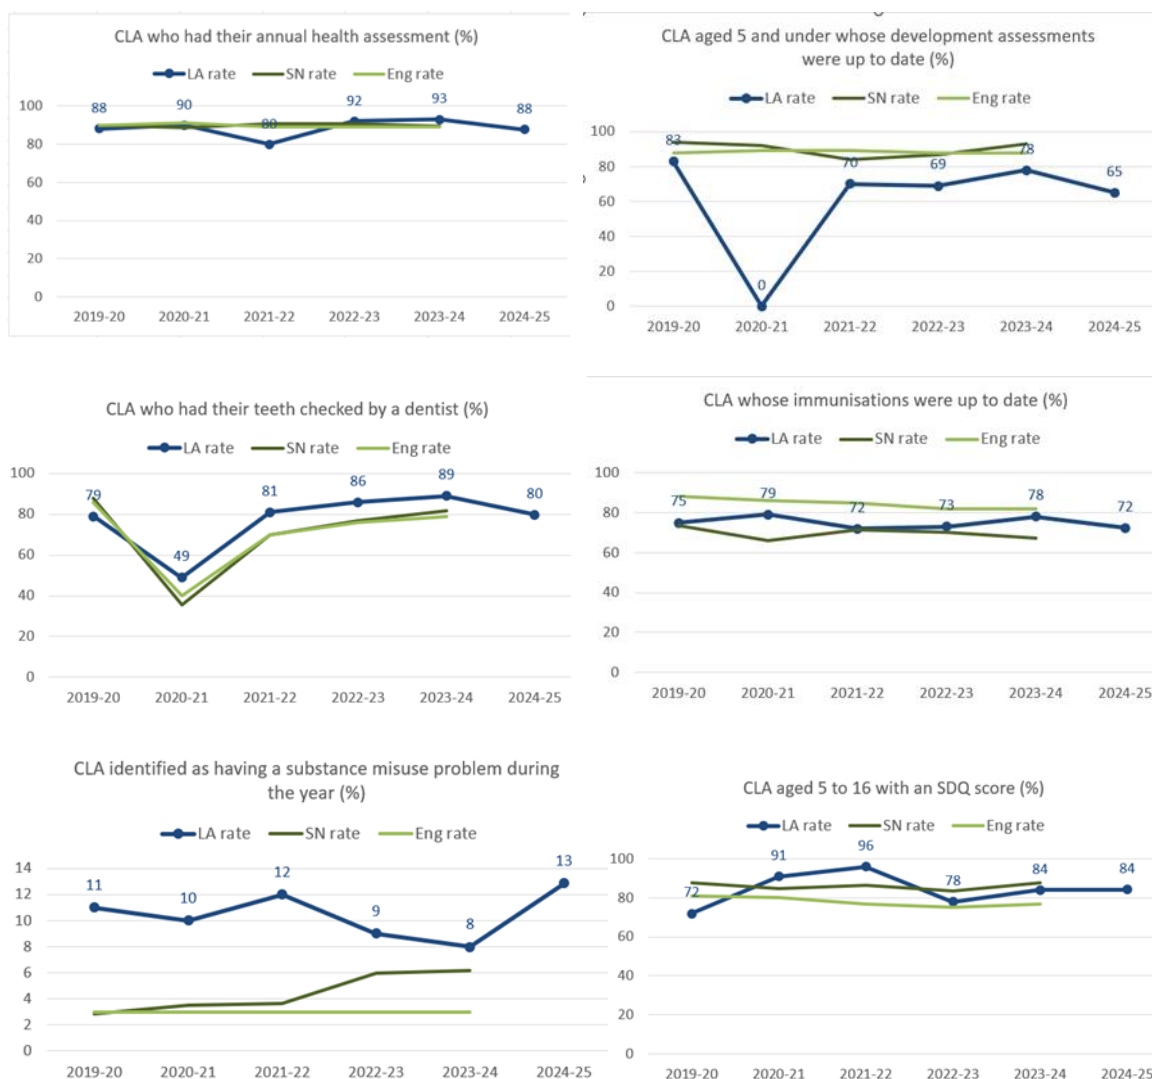 CLA who had their annual health assessment (%)
LA rate SN rate Eng rate
100
80
60
40
20
0
88 90 80 92 93 88
2019-20 2020-21 2021-22 2022-23 2023-24 2024-25
CLA aged 5 and under whose development assessments
were up to date (%)
LA rate SN rate Eng rate
100
80
60
40
20
0
83 0 70 69 78 65
2019-20 2020-21 2021-22 2022-23 2023-24 2024-25
CLA who had their teeth checked by a dentist (%)
LA rate SN rate Eng rate
100
80
60
40
20
0
79 49 81 86 89 80
2019-20 2020-21 2021-22 2022-23 2023-24 2024-25
CLA whose immunisations were up to date (%)
LA rate SN rate Eng rate
100
80
60
40
20
0
75 79 72 73 78 72
2019-20 2020-21 2021-22 2022-23 2023-24 2024-25
CLA identified as having a substance misuse problem during
the year (%)
LA rate SN rate Eng rate
14
12
10
8
6
4
2
0
11 10 12 9 8 13
2019-20 2020-21 2021-22 2022-23 2023-24 2024-25
CLA aged 5 to 16 with an SDQ score (%)
LA rate SN rate Eng rate
100
80
60
40
20
0
72 91 96 78 84 84
2019-20 2020-21 2021-22 2022-23 2023-24 2024-25